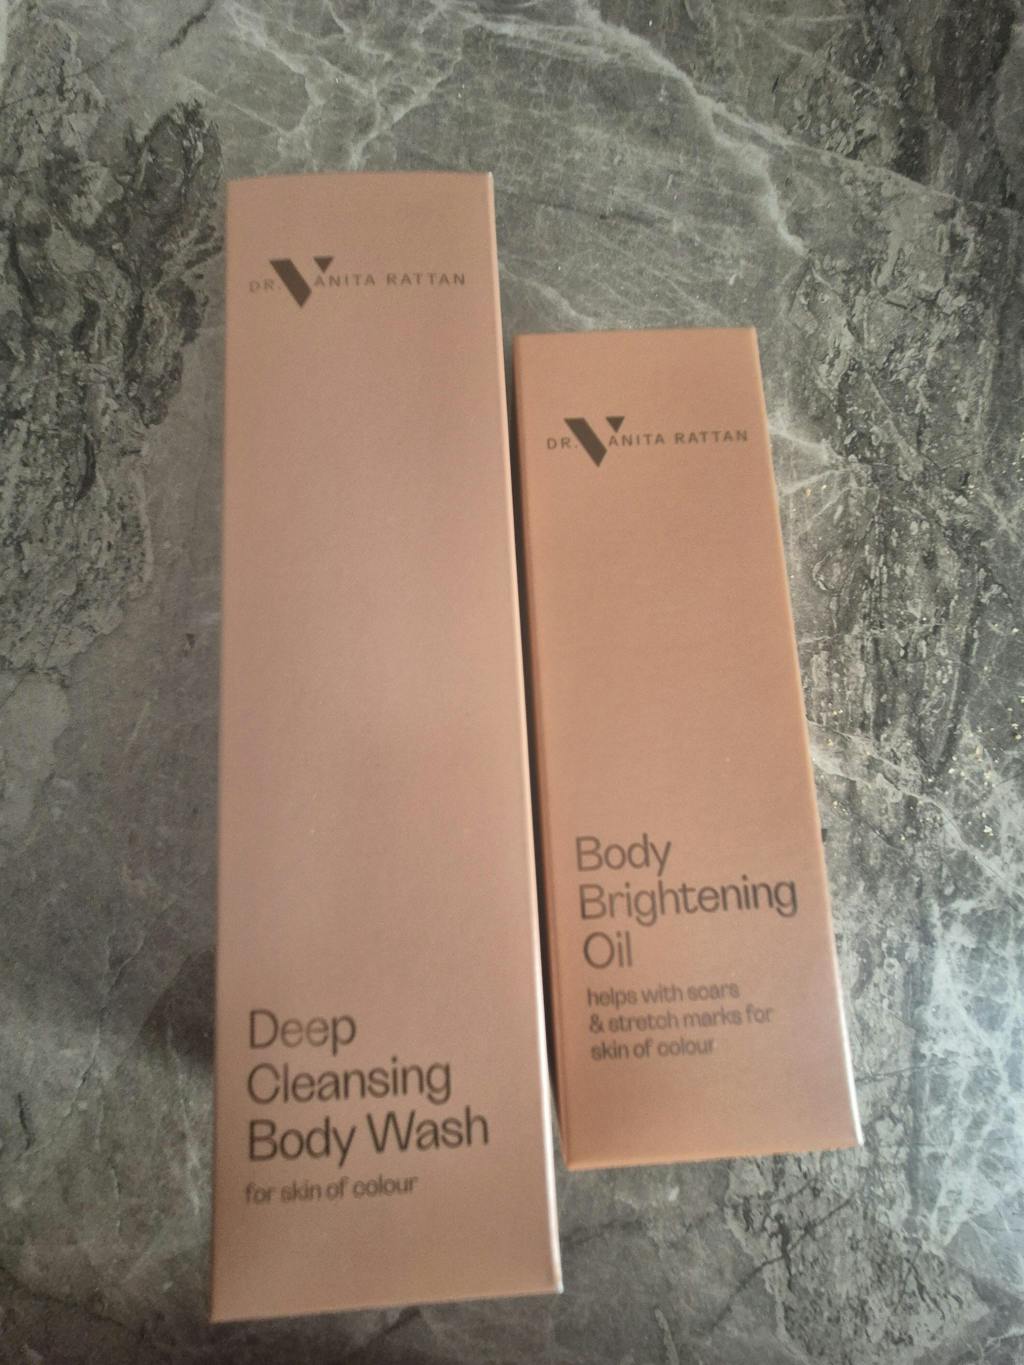 DR. VANITA RATTAN
Deep
Cleansing
Body Wash
for skin of colour
DR. VANITA RATTAN
Body
Brightening
Oil
helps with scars
& stretch marks for
skin of colour